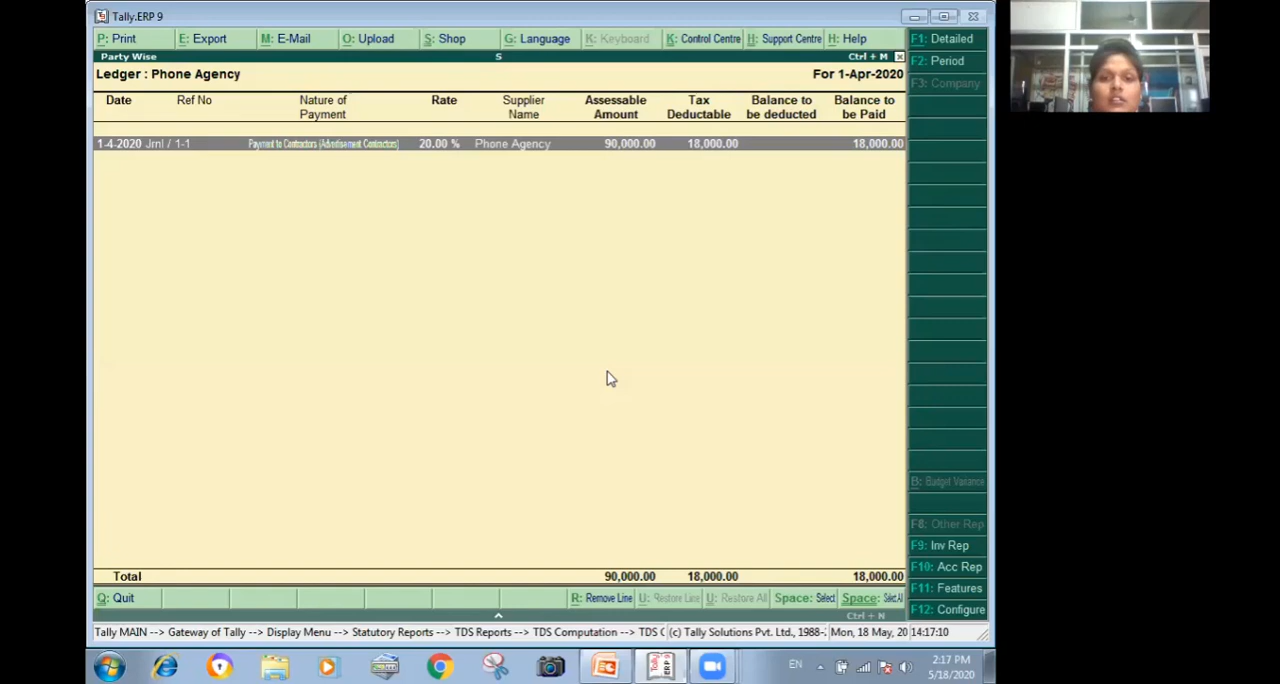 Tally.ERP 9
P: Print E: Export M: E-Mail O: Upload S: Shop G: Language K: Keyboard K: Control Centre H: Support Centre H: Help
Party Wise 5 Ctrl + M
Ledger : Phone Agency For 1-Apr-2020
Date Ref No Nature of Payment Rate Supplier Name Assessable Amount Tax Deductable Balance to be deducted Balance to be Paid
1-4-2020 Jrnl / 1-1 Payment to Contractors (Advertisement Contractors) 20.00 % Phone Agency 90,000.00 18,000.00 18,000.00
Total 90,000.00 18,000.00 18,000.00
Q: Quit R: Remove Line U: Restore Line U: Restore All Space: Select Space: Select All
Ctrl + N
Tally MAIN --> Gateway of Tally --> Display Menu --> Statutory Reports --> TDS Reports --> TDS Computation --> TDS C (c) Tally Solutions Pvt. Ltd., 1988-2 Mon, 18 May, 20 14:17:10
F1: Detailed
F2: Period
F3: Company
B: Budget Variance
F8: Other Rep
F9: Inv Rep
F10: Acc Rep
F11: Features
F12: Configure
EN 2:17 PM
5/18/2020